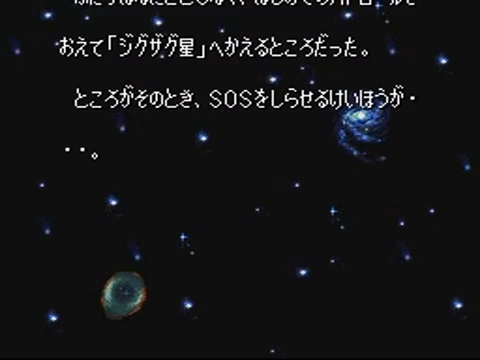 おえて「ジグザグ星」へかえるところだった。
ところがそのとき、SOSをしらせるけいほうが・
・・。